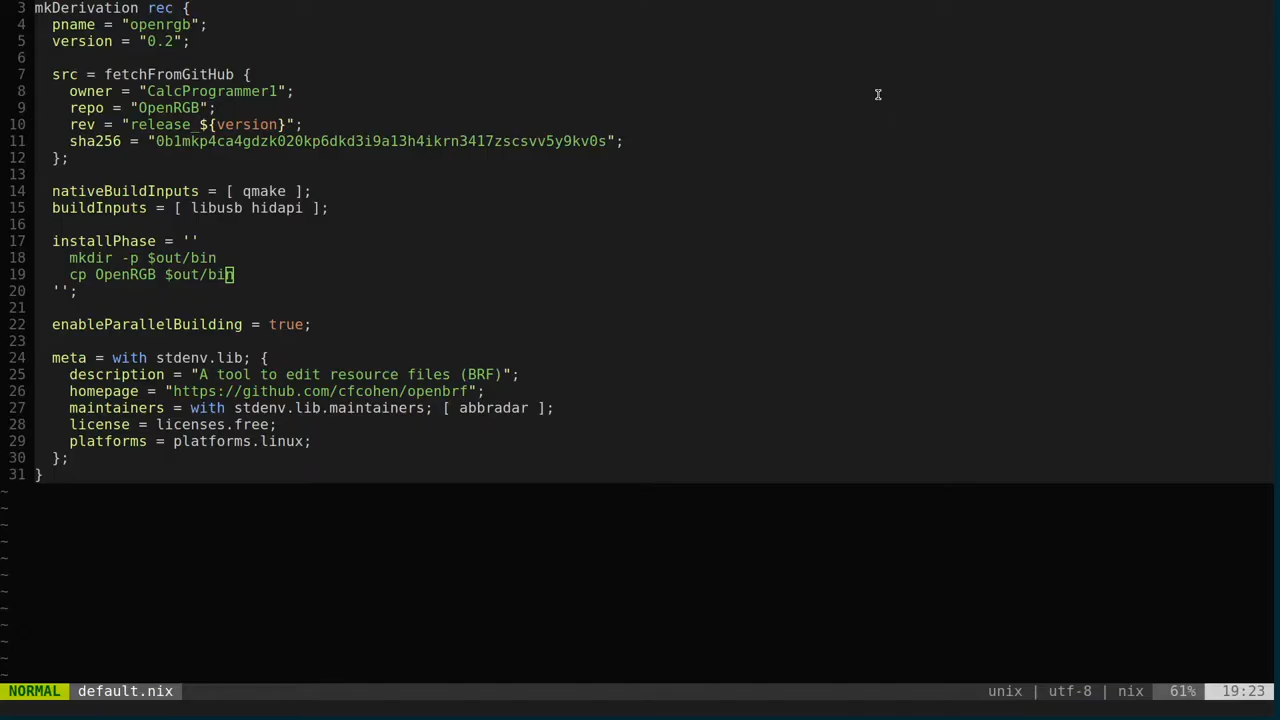 3 mkDerivation rec {
4   pname = "openrgb";
5   version = "0.2";
6
7   src = fetchFromGitHub {
8     owner = "CalcProgrammer1";
9     repo = "OpenRGB";
10     rev = "release_${version}";
11     sha256 = "0b1mkp4ca4gdzk020kp6dkd3i9a13h4ikrn3417zscsvv5y9kv0s";
12   };
13
14   nativeBuildInputs = [ qmake ];
15   buildInputs = [ libusb hidapi ];
16
17   installPhase = ''
18     mkdir -p $out/bin
19     cp OpenRGB $out/bin
20   '';
21
22   enableParallelBuilding = true;
23
24   meta = with stdenv.lib; {
25     description = "A tool to edit resource files (BRF)";
26     homepage = "https://github.com/cfcohen/openbrf";
27     maintainers = with stdenv.lib.maintainers; [ abbradar ];
28     license = licenses.free;
29     platforms = platforms.linux;
30   };
31 }
~
~
~
~
~
~
~
~
~
~
~
~
NORMAL default.nix unix | utf-8 | nix 61% 19:23